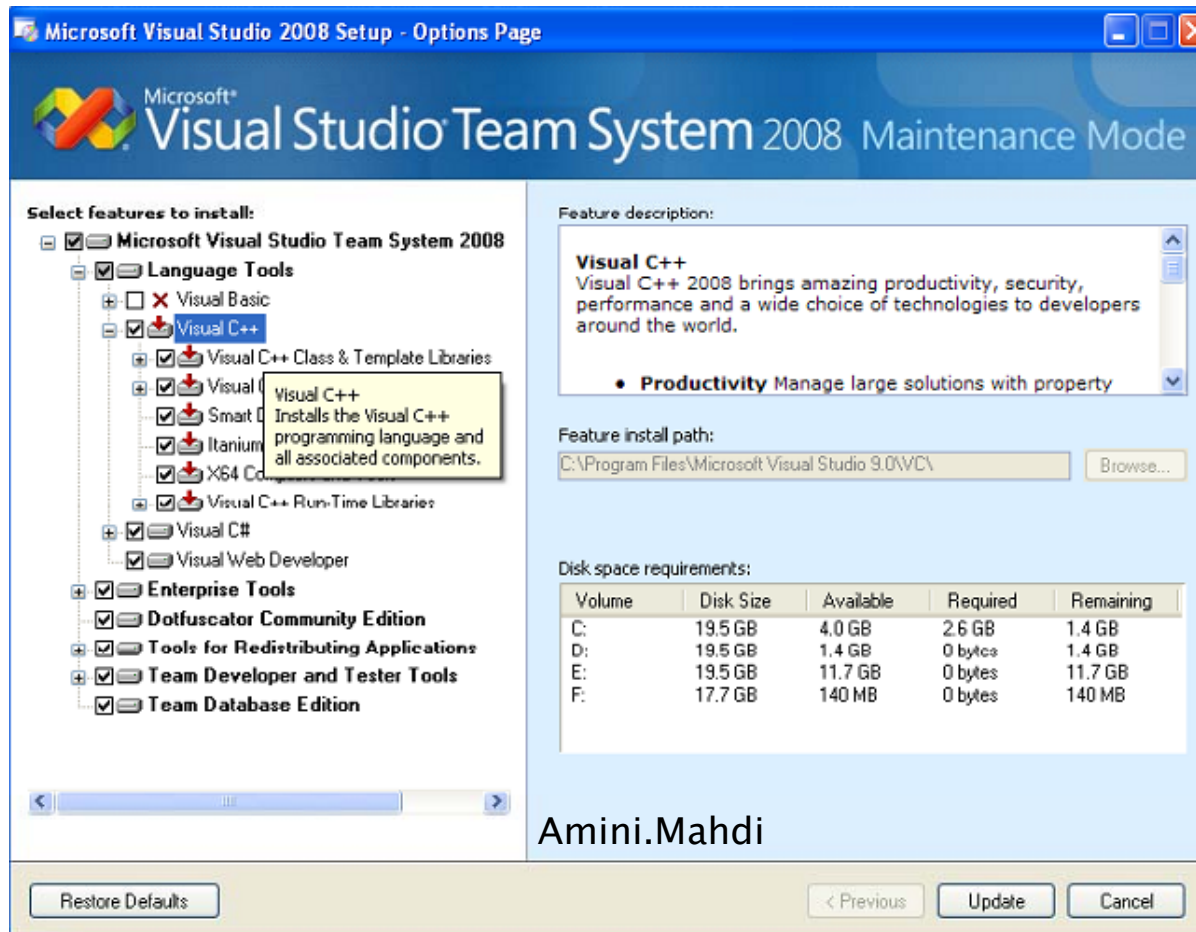 Microsoft Visual Studio 2008 Setup - Options Page
Microsoft®
Visual Studio Team System 2008 Maintenance Mode
Select features to install:
Microsoft Visual Studio Team System 2008
Language Tools
Visual Basic
Visual C++
Visual C++ Class & Template Libraries
Visual
Smart
Itanium
X64
Visual C++ Run-Time Libraries
Visual C++
Installs the Visual C++
programming language and
all associated components.
Visual C#
Visual Web Developer
Enterprise Tools
Dotfuscator Community Edition
Tools for Redistributing Applications
Team Developer and Tester Tools
Team Database Edition
Feature description:
Visual C++
Visual C++ 2008 brings amazing productivity, security,
performance and a wide choice of technologies to developers
around the world.
• Productivity Manage large solutions with property
Feature install path:
C:\Program Files\Microsoft Visual Studio 9.0\VC\
Browse...
Disk space requirements:
Volume Disk Size Available Required Remaining
C: 19.5 GB 4.0 GB 2.6 GB 1.4 GB
D: 19.5 GB 1.4 GB 0 bytes 1.4 GB
E: 19.5 GB 11.7 GB 0 bytes 11.7 GB
F: 17.7 GB 140 MB 0 bytes 140 MB
Amini.Mahdi
Restore Defaults
< Previous
Update
Cancel